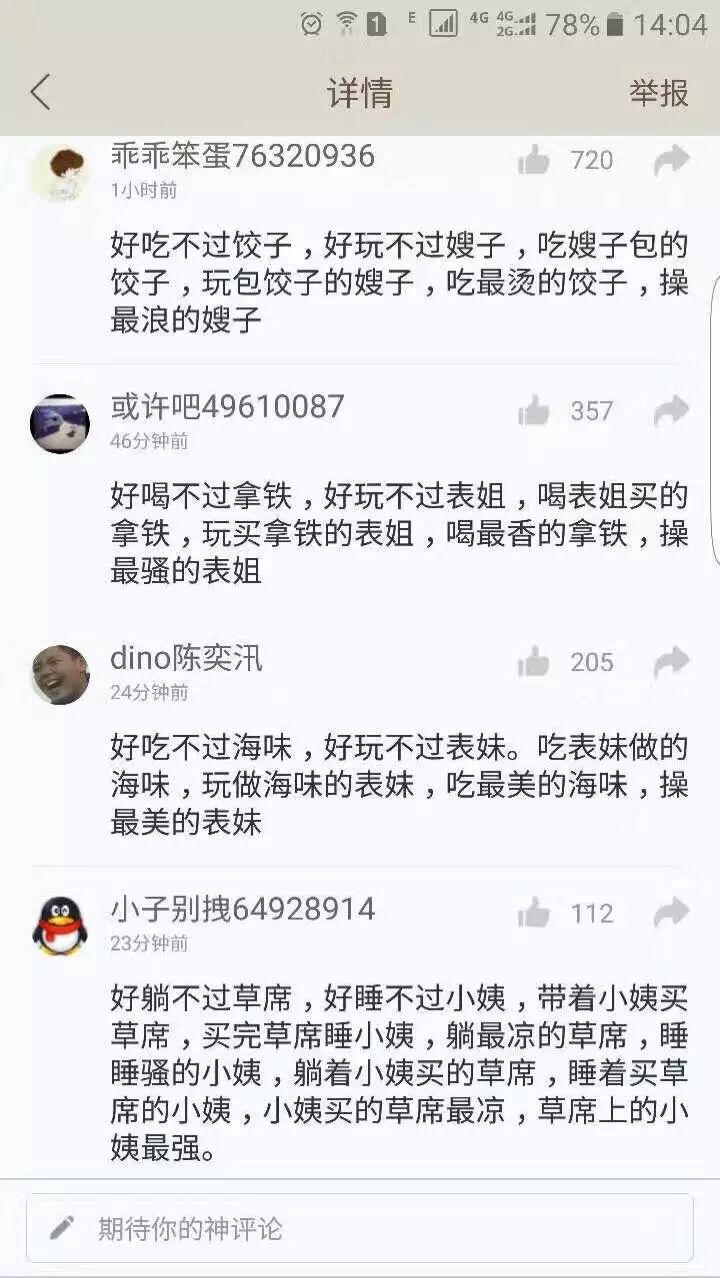 1 E 4G 4G 2G 78% 14:04
详情 举报
乖乖笨蛋76320936 720
1小时前
好吃不过饺子，好玩不过嫂子，吃嫂子包的
饺子，玩包饺子的嫂子，吃最烫的饺子，操
最浪的嫂子
或许吧49610087 357
46分钟前
好喝不过拿铁，好玩不过表姐，喝表姐买的
拿铁，玩买拿铁的表姐，喝最香的拿铁，操
最骚的表姐
dino陈奕汛 205
24分钟前
好吃不过海味，好玩不过表妹。吃表妹做的
海味，玩做海味的表妹，吃最美的海味，操
最美的表妹
小子别拽64928914 112
23分钟前
好躺不过草席，好睡不过小姨，带着小姨买
草席，买完草席睡小姨，躺最凉的草席，睡
睡骚的小姨，躺着小姨买的草席，睡着买草
席的小姨，小姨买的草席最凉，草席上的小
姨最强。
期待你的神评论